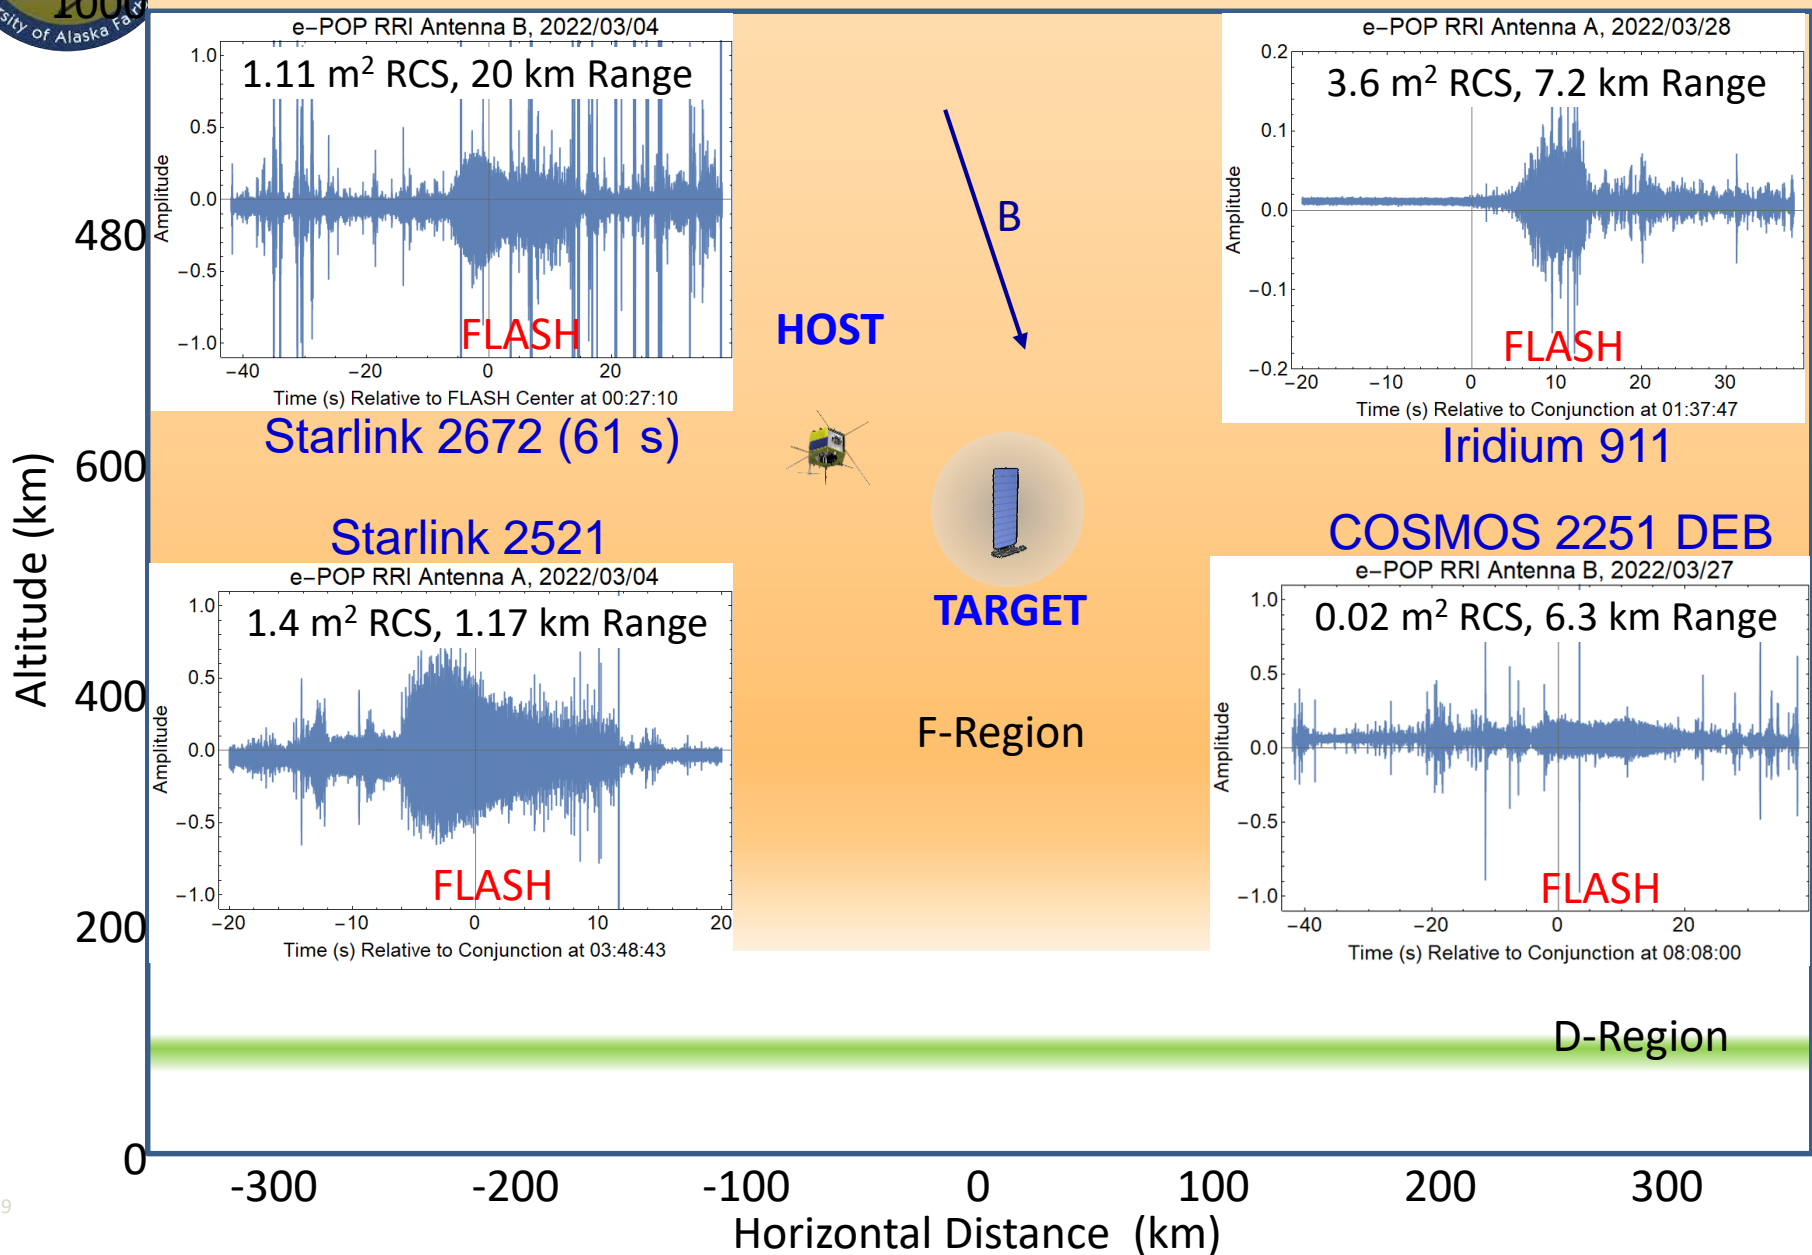 1000
sity of Alaska Fair
e−POP RRI Antenna B, 2022/03/04
1.11 m² RCS, 20 km Range
1.0
0.5
0.0
−0.5
−1.0
Amplitude
FLASH
−40 −20 0 20
Time (s) Relative to FLASH Center at 00:27:10
Starlink 2672 (61 s)
e−POP RRI Antenna A, 2022/03/28
3.6 m² RCS, 7.2 km Range
0.2
0.1
0.0
−0.1
−0.2
Amplitude
FLASH
−20 −10 0 10 20 30
Time (s) Relative to Conjunction at 01:37:47
Iridium 911
B
HOST
TARGET
F-Region
Starlink 2521
e−POP RRI Antenna A, 2022/03/04
1.4 m² RCS, 1.17 km Range
1.0
0.5
0.0
−0.5
−1.0
Amplitude
FLASH
−20 −10 0 10 20
Time (s) Relative to Conjunction at 03:48:43
COSMOS 2251 DEB
e−POP RRI Antenna B, 2022/03/27
0.02 m² RCS, 6.3 km Range
1.0
0.5
0.0
−0.5
−1.0
Amplitude
FLASH
−40 −20 0 20
Time (s) Relative to Conjunction at 08:08:00
D-Region
480
600
400
200
0
Altitude (km)
-300 -200 -100 0 100 200 300
Horizontal Distance (km)
9